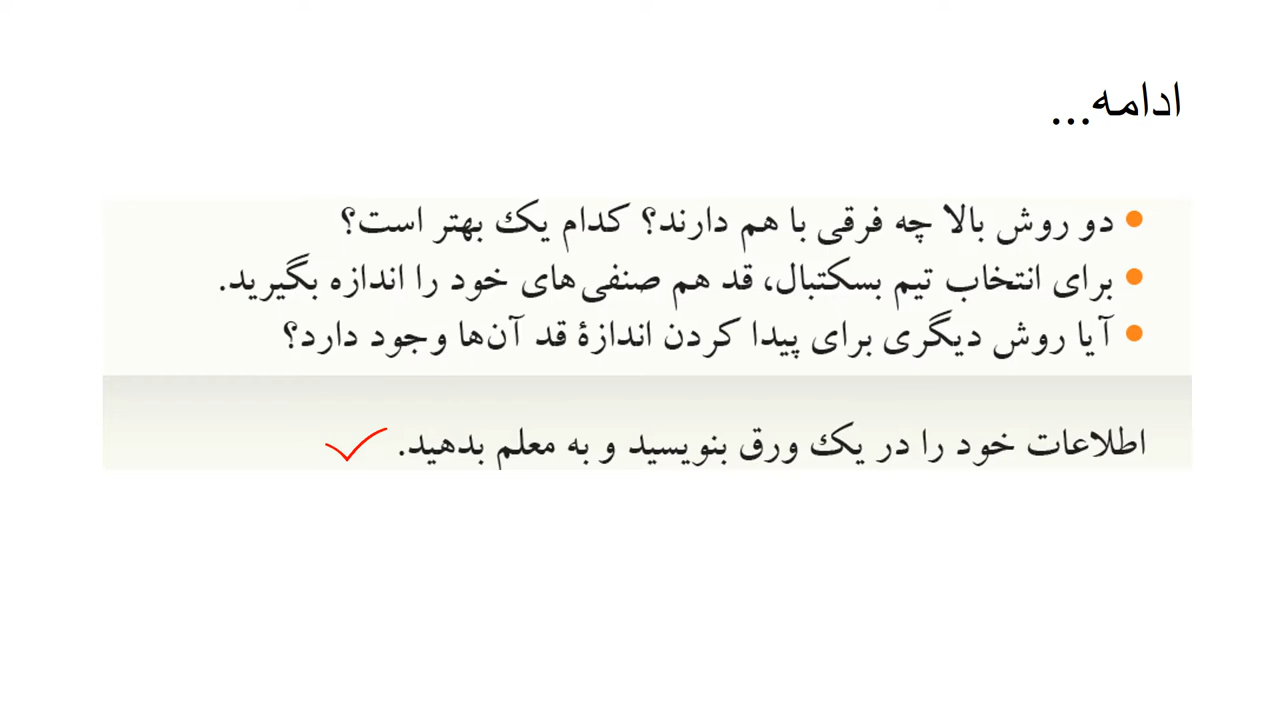 ادامه...
• دو روش بالا چه فرقی با هم دارند؟ کدام یک بهتر است؟
• برای انتخاب تیم بسکتبال، قد هم صنفی‌های خود را اندازه بگیرید.
• آیا روش دیگری برای پیدا کردن اندازهٔ قد آن‌ها وجود دارد؟
اطلاعات خود را در یک ورق بنویسید و به معلم بدهید.